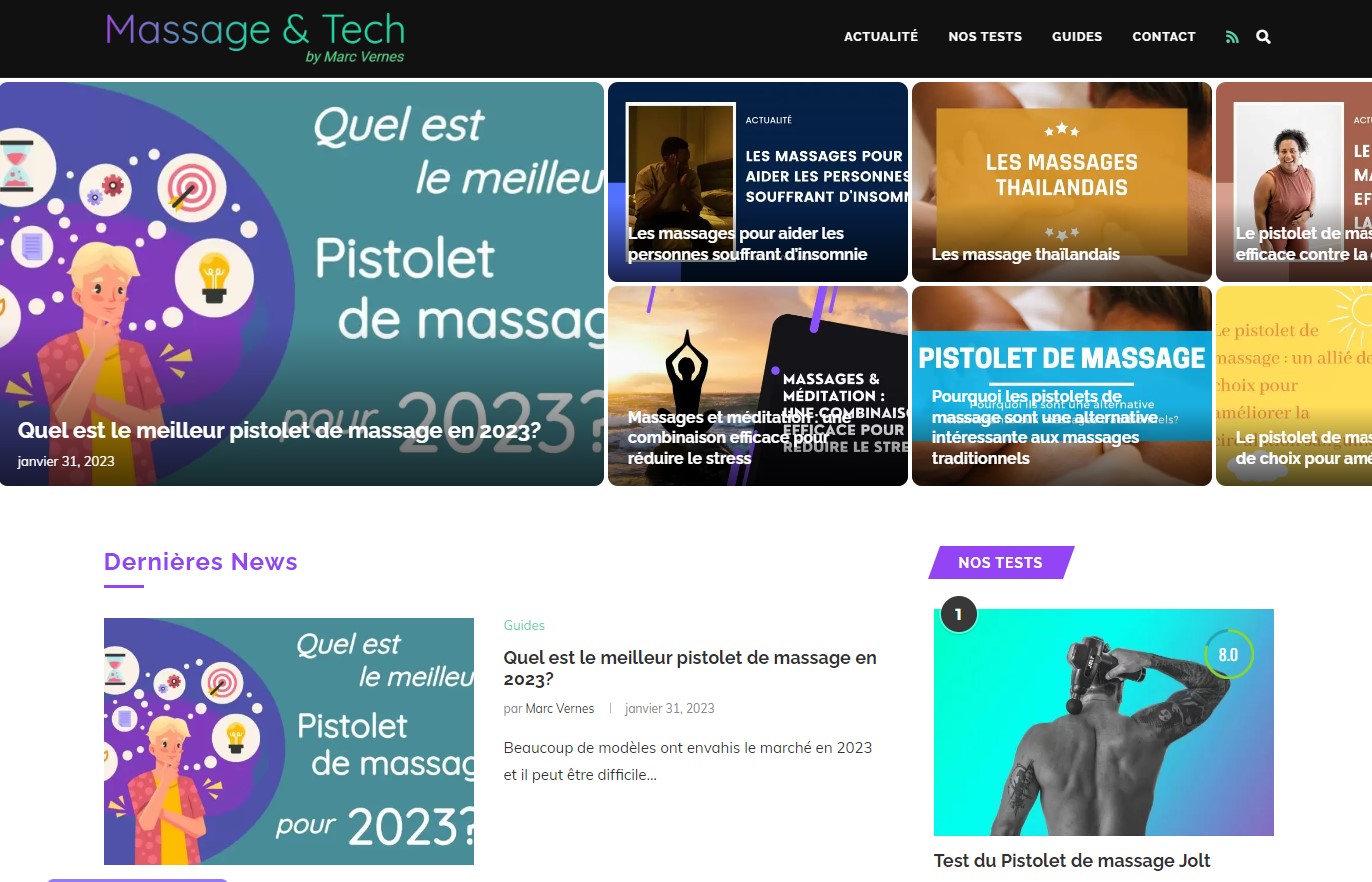 Massage & Tech
by Marc Vernes
ACTUALITÉ
NOS TESTS
GUIDES
CONTACT
Quel est
le meilleu
Pistolet
de massag
pour 2023?
Quel est le meilleur pistolet de massage en 2023?
janvier 31, 2023
ACTUALITÉ
LES MASSAGES POUR
AIDER LES PERSONNES
SOUFFRANT D'INSOMN
Les massages pour aider les
personnes souffrant d'insomnie
LES MASSAGES
THAILANDAIS
Les massage thaïlandais
ACTU
LE
MA
EF
LA
Le pistolet de mas
efficace contre la
MASSAGES &
MÉDITATION :
UNE COMBINAISO
EFFICACE POUR
RÉDUIRE LE STRE
Massages et méditation : une
combinaison efficace pour
réduire le stress
PISTOLET DE MASSAGE
Pourquoi ils sont une alternative
Pourquoi les pistolets de
massage sont une alternative
intéressante aux massages
traditionnels
Le pistolet de
massage : un allié de
choix pour
améliorer la
Le pistolet de mas
de choix pour amé
Dernières News
Quel est
le meilleu
Pistolet
de massag
pour 2023?
Guides
Quel est le meilleur pistolet de massage en
2023?
par Marc Vernes
janvier 31, 2023
Beaucoup de modèles ont envahis le marché en 2023
et il peut être difficile...
NOS TESTS
1
8.0
Test du Pistolet de massage Jolt